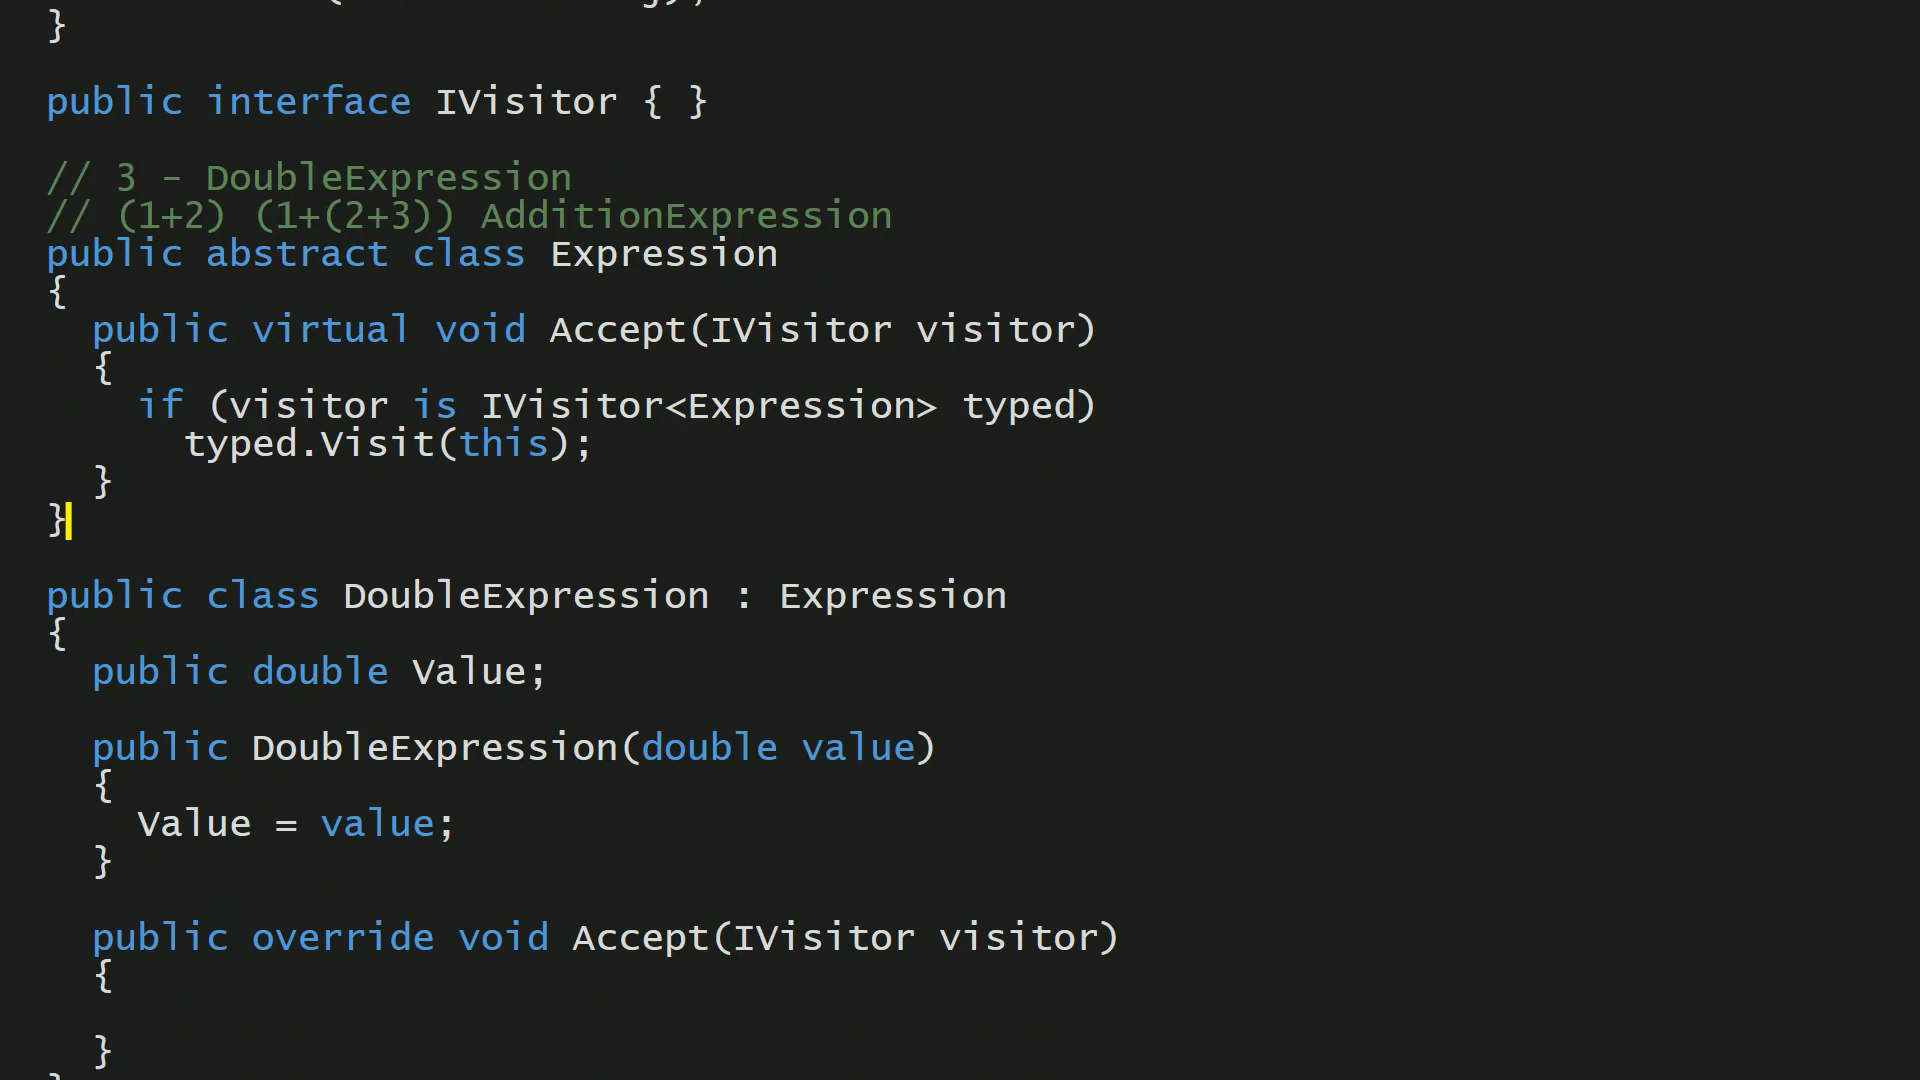 }
public interface IVisitor { }
// 3 - DoubleExpression
// (1+2) (1+(2+3)) AdditionExpression
public abstract class Expression
{
  public virtual void Accept(IVisitor visitor)
  {
    if (visitor is IVisitor<Expression> typed)
      typed.Visit(this);
  }
}
public class DoubleExpression : Expression
{
  public double Value;
  public DoubleExpression(double value)
  {
    Value = value;
  }
  public override void Accept(IVisitor visitor)
  {
  }